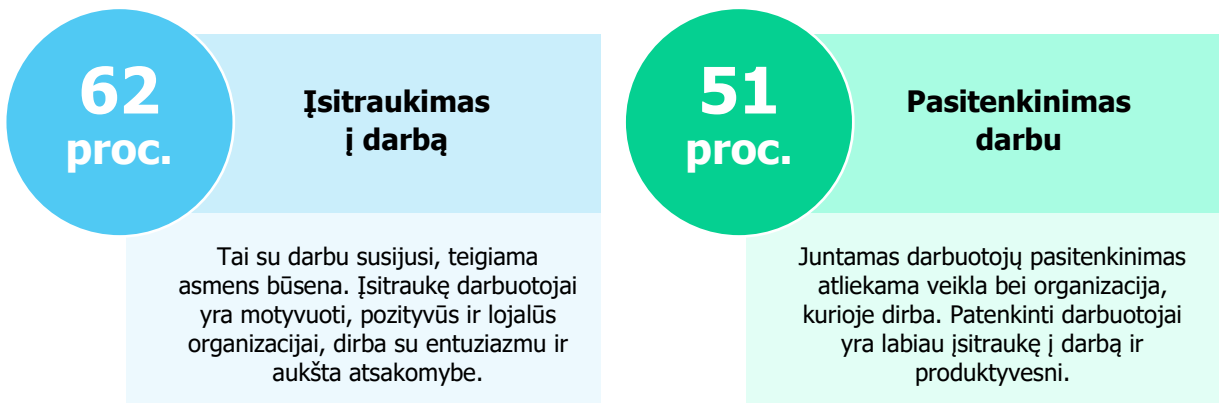 62
proc.
Įsitraukimas
į darbą
Tai su darbu susijusi, teigiama
asmens būsena. Įsitraukę darbuotojai
yra motyvuoti, pozityvūs ir lojalūs
organizacijai, dirba su entuziazmu ir
aukšta atsakomybe.
51
proc.
Pasitenkinimas
darbu
Juntamas darbuotojų pasitenkinimas
atliekama veikla bei organizacija,
kurioje dirba. Patenkinti darbuotojai
yra labiau įsitraukę į darbą ir
produktyvesni.